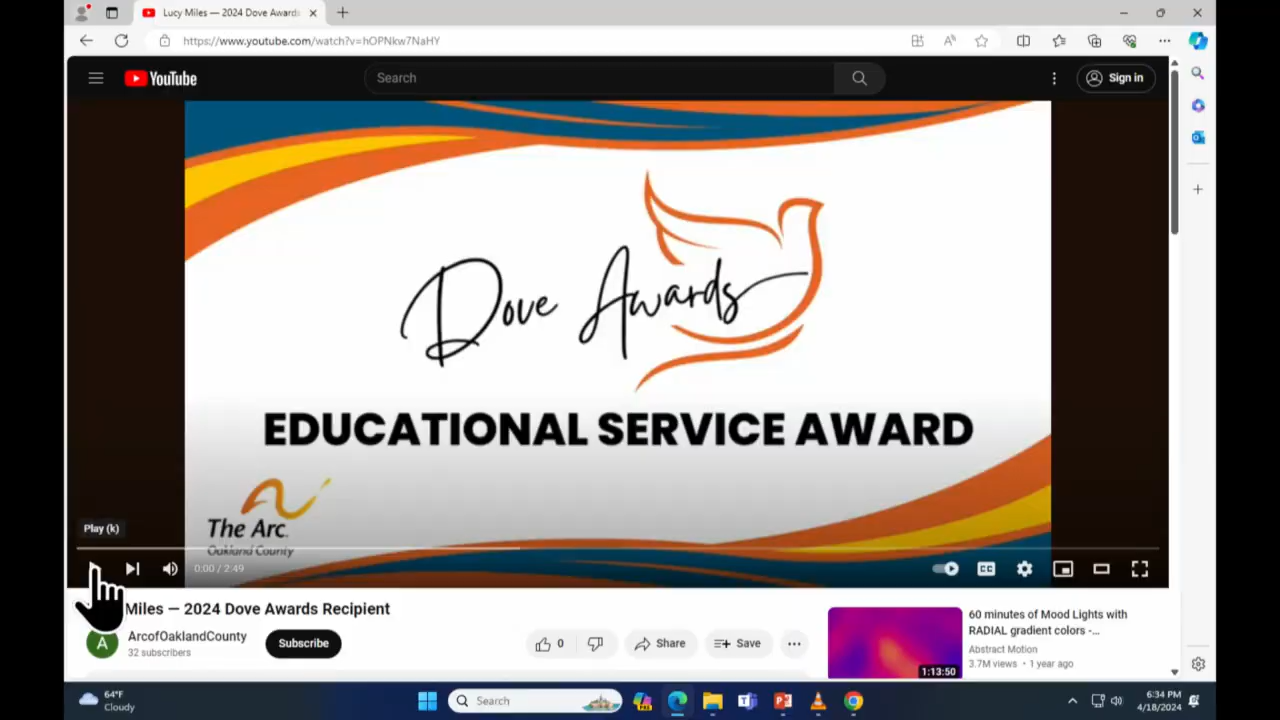 Lucy Miles — 2024 Dove Awards
https://www.youtube.com/watch?v=hOPNkw7NaHY
YouTube
Search
Sign in
Dove Awards
EDUCATIONAL SERVICE AWARD
The Arc.
Oakland County
Play (k)
0:00 / 2:49
CC
Miles — 2024 Dove Awards Recipient
A
ArcofOaklandCounty
32 subscribers
Subscribe
0
Share
Save
1:13:50
60 minutes of Mood Lights with
RADIAL gradient colors -...
Abstract Motion
3.7M views • 1 year ago
64°F
Cloudy
Search
6:34 PM
4/18/2024